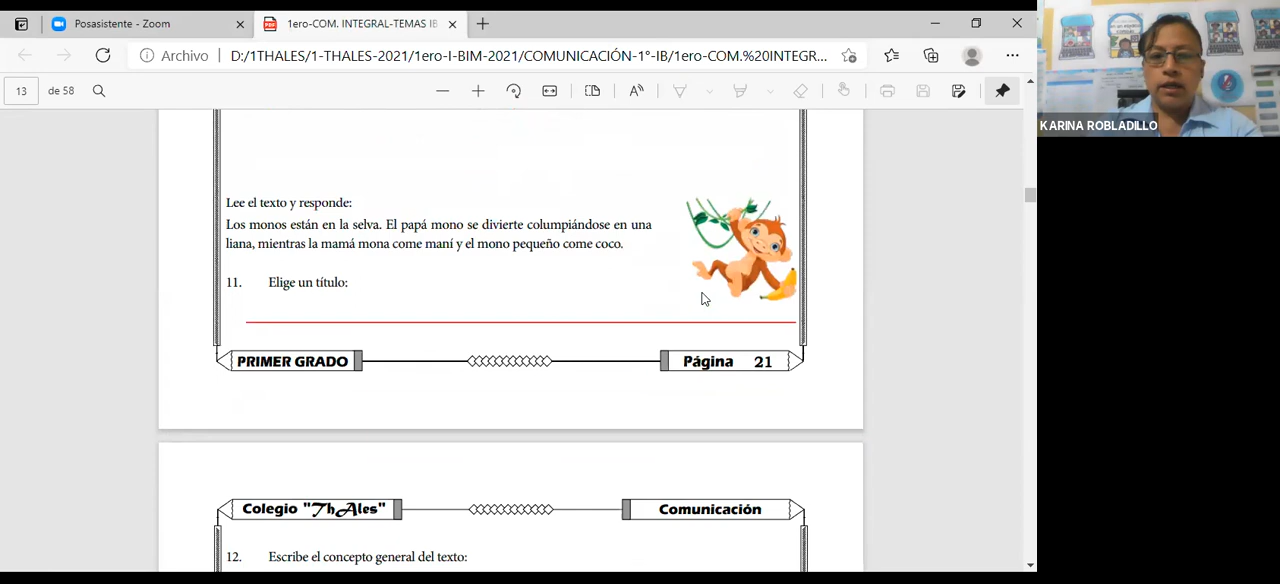 Posasistente - Zoom
1ero-COM. INTEGRAL-TEMAS IB
Archivo
D:/1THALES/1-THALES-2021/1ero-I-BIM-2021/COMUNICACIÓN-1°-IB/1ero-COM.%20INTEGR...
13 de 58
KARINA ROBLADILLO
Lee el texto y responde:
Los monos están en la selva. El papá mono se divierte columpiándose en una
liana, mientras la mamá mona come maní y el mono pequeño come coco.
11. Elige un título:
PRIMER GRADO
Página 21
Colegio "ThAles"
Comunicación
12. Escribe el concepto general del texto: